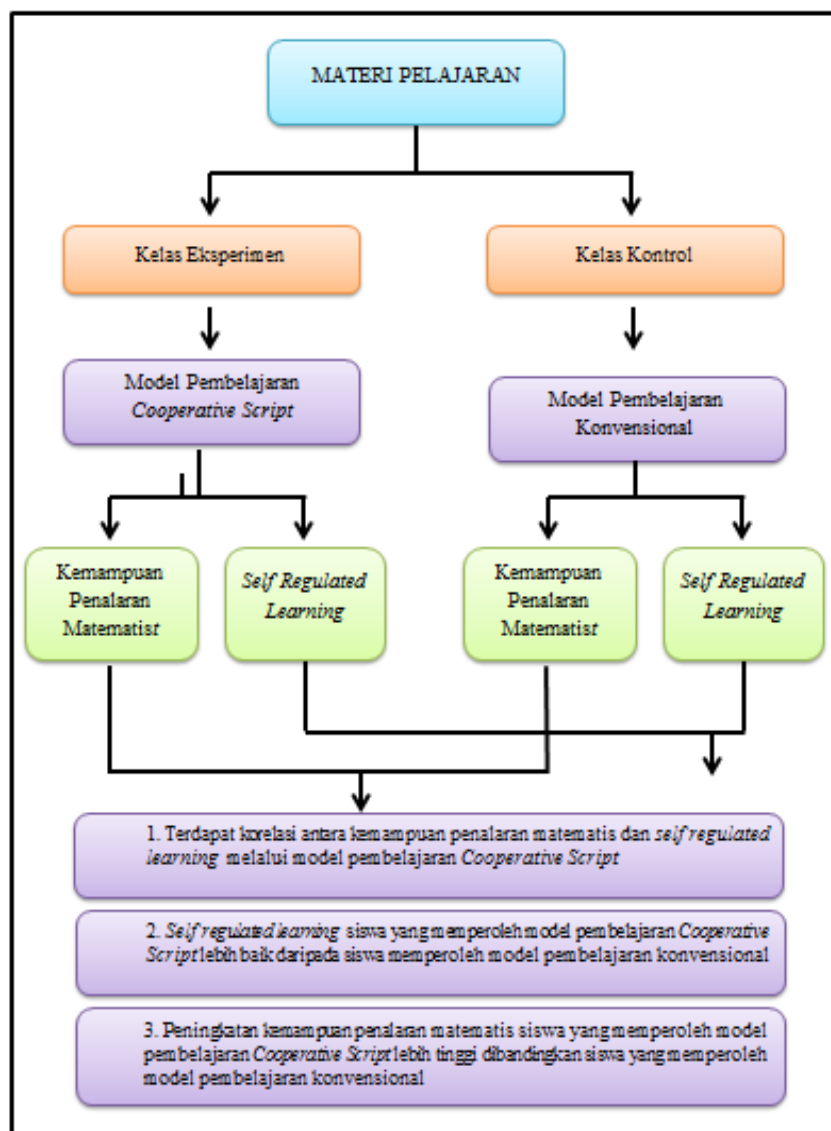 MATERI PELAJARAN
Kelas Eksperimen
Kelas Kontrol
Model Pembelajaran
Cooperative Script
Model Pembelajaran
Konvensional
Kemampuan
Penalaran
Matematist
Self Regulated
Learning
Kemampuan
Penalaran
Matematist
Self Regulated
Learning
1. Terdapat korelasi antara kemampuan penalaran matematis dan self regulated
learning melalui model pembelajaran Cooperative Script
2. Self regulated learning siswa yang memperoleh model pembelajaran Cooperative
Script lebih baik daripada siswa memperoleh model pembelajaran konvensional
3. Peningkatan kemampuan penalaran matematis siswa yang memperoleh model
pembelajaran Cooperative Script lebih tinggi dibandingkan siswa yang memperoleh
model pembelajaran konvensional